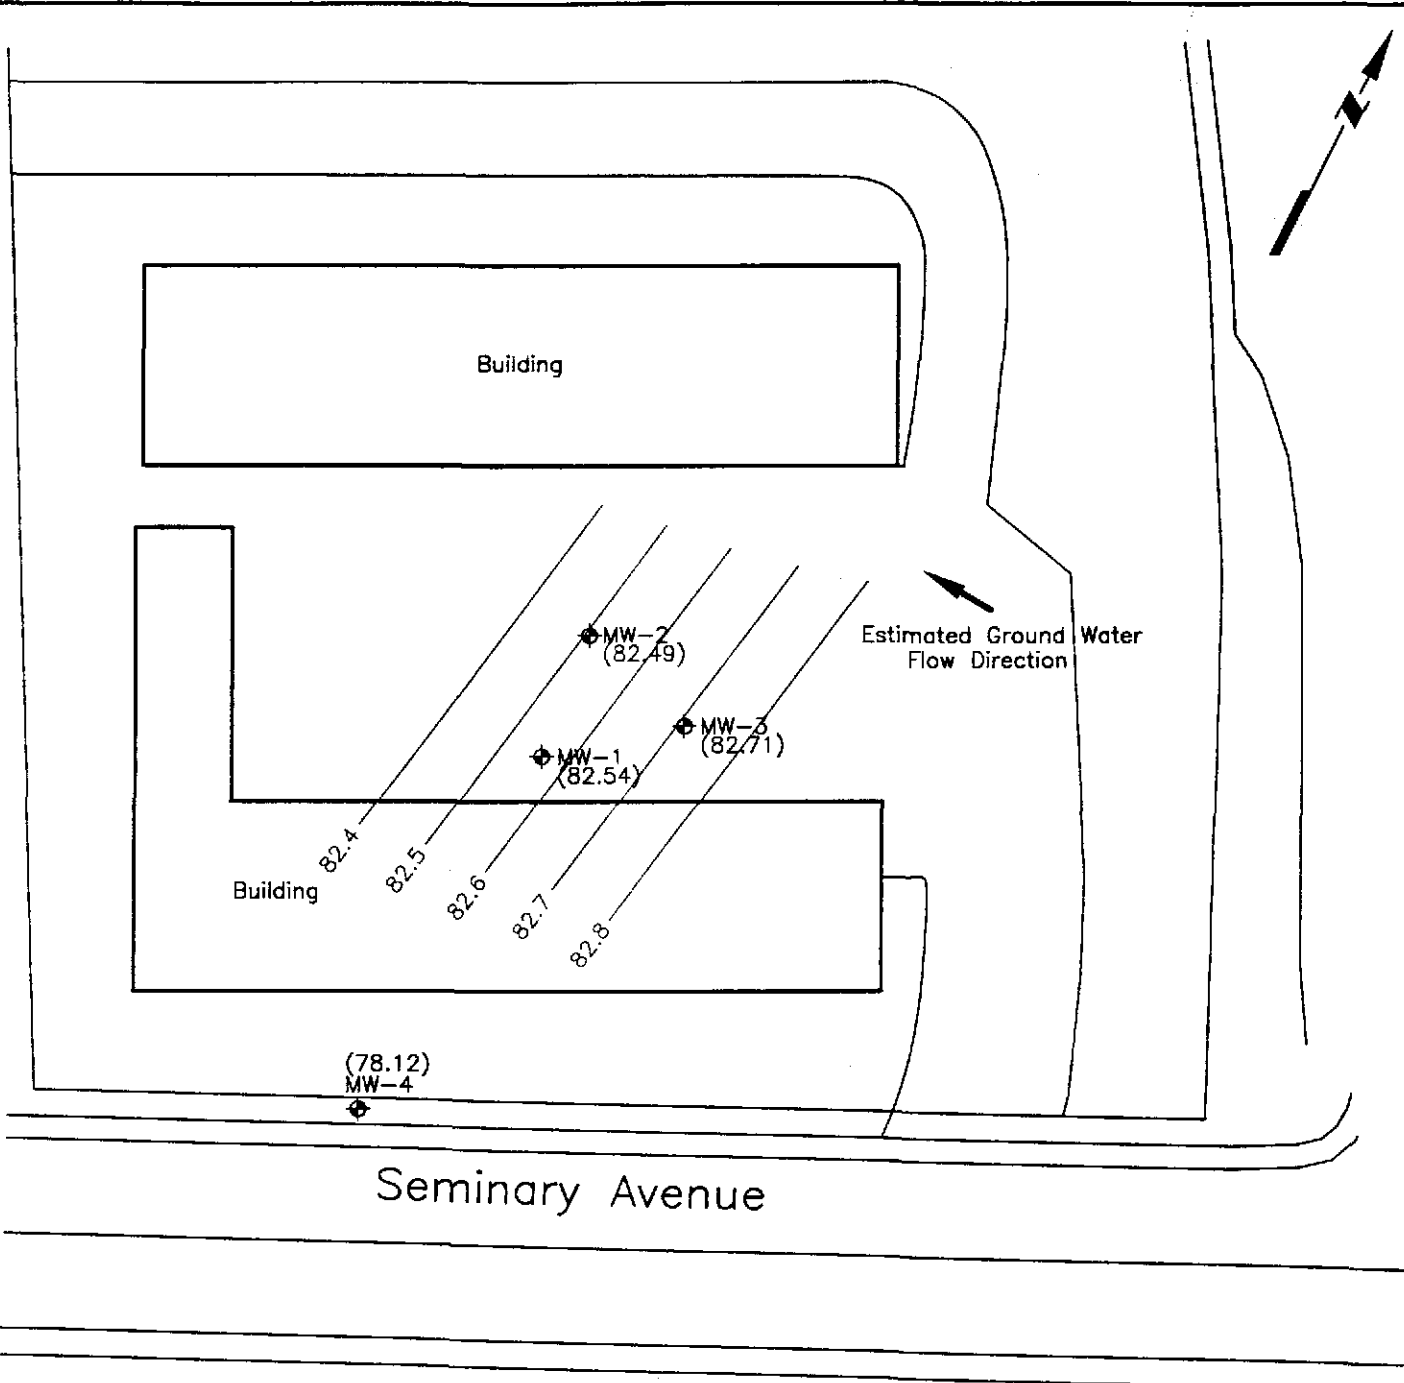 N
Building
Estimated Ground Water
Flow Direction
MW-2
(82.49)
MW-3
(82.71)
MW-1
(82.54)
82.4
82.5
82.6
82.7
82.8
Building
(78.12)
MW-4
Seminary Avenue